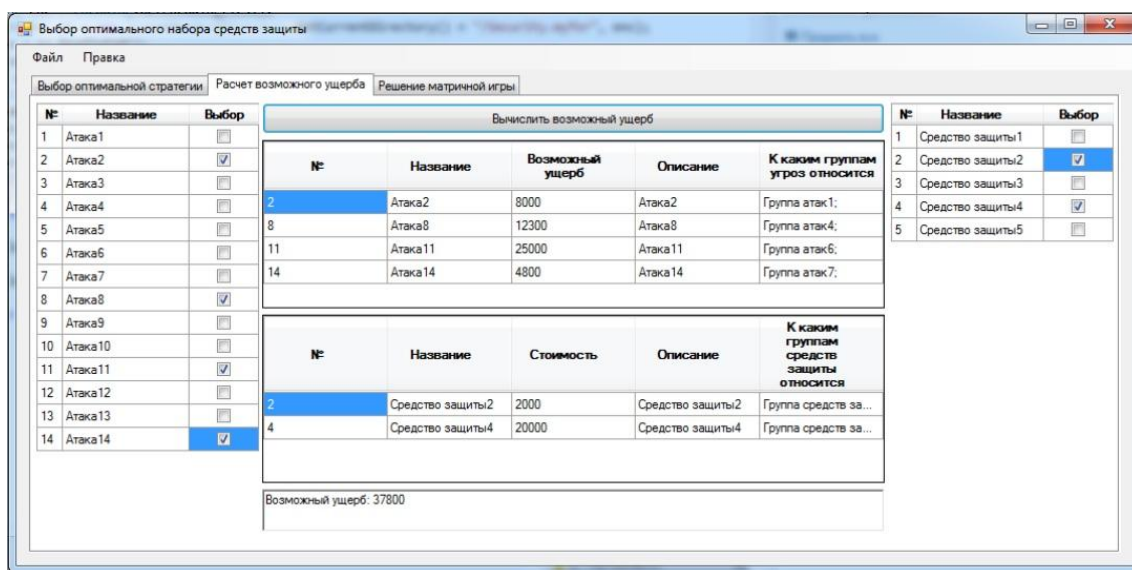 Выбор оптимального набора средств защиты
Файл Правка
Выбор оптимальной стратегии Расчет возможного ущерба Решение матричной игры
№ Название Выбор
1 Атака1
2 Атака2
3 Атака3
4 Атака4
5 Атака5
6 Атака6
7 Атака7
8 Атака8
9 Атака9
10 Атака10
11 Атака11
12 Атака12
13 Атака13
14 Атака14
Вычислить возможный ущерб
№ Название Возможный ущерб Описание К каким группам угроз относится
2 Атака2 8000 Атака2 Группа атак1;
8 Атака8 12300 Атака8 Группа атак4;
11 Атака11 25000 Атака11 Группа атак6;
14 Атака14 4800 Атака14 Группа атак7;
№ Название Стоимость Описание К каким группам средств защиты относится
2 Средство защиты2 2000 Средство защиты2 Группа средств за...
4 Средство защиты4 20000 Средство защиты4 Группа средств за...
Возможный ущерб: 37800
№ Название Выбор
1 Средство защиты1
2 Средство защиты2
3 Средство защиты3
4 Средство защиты4
5 Средство защиты5